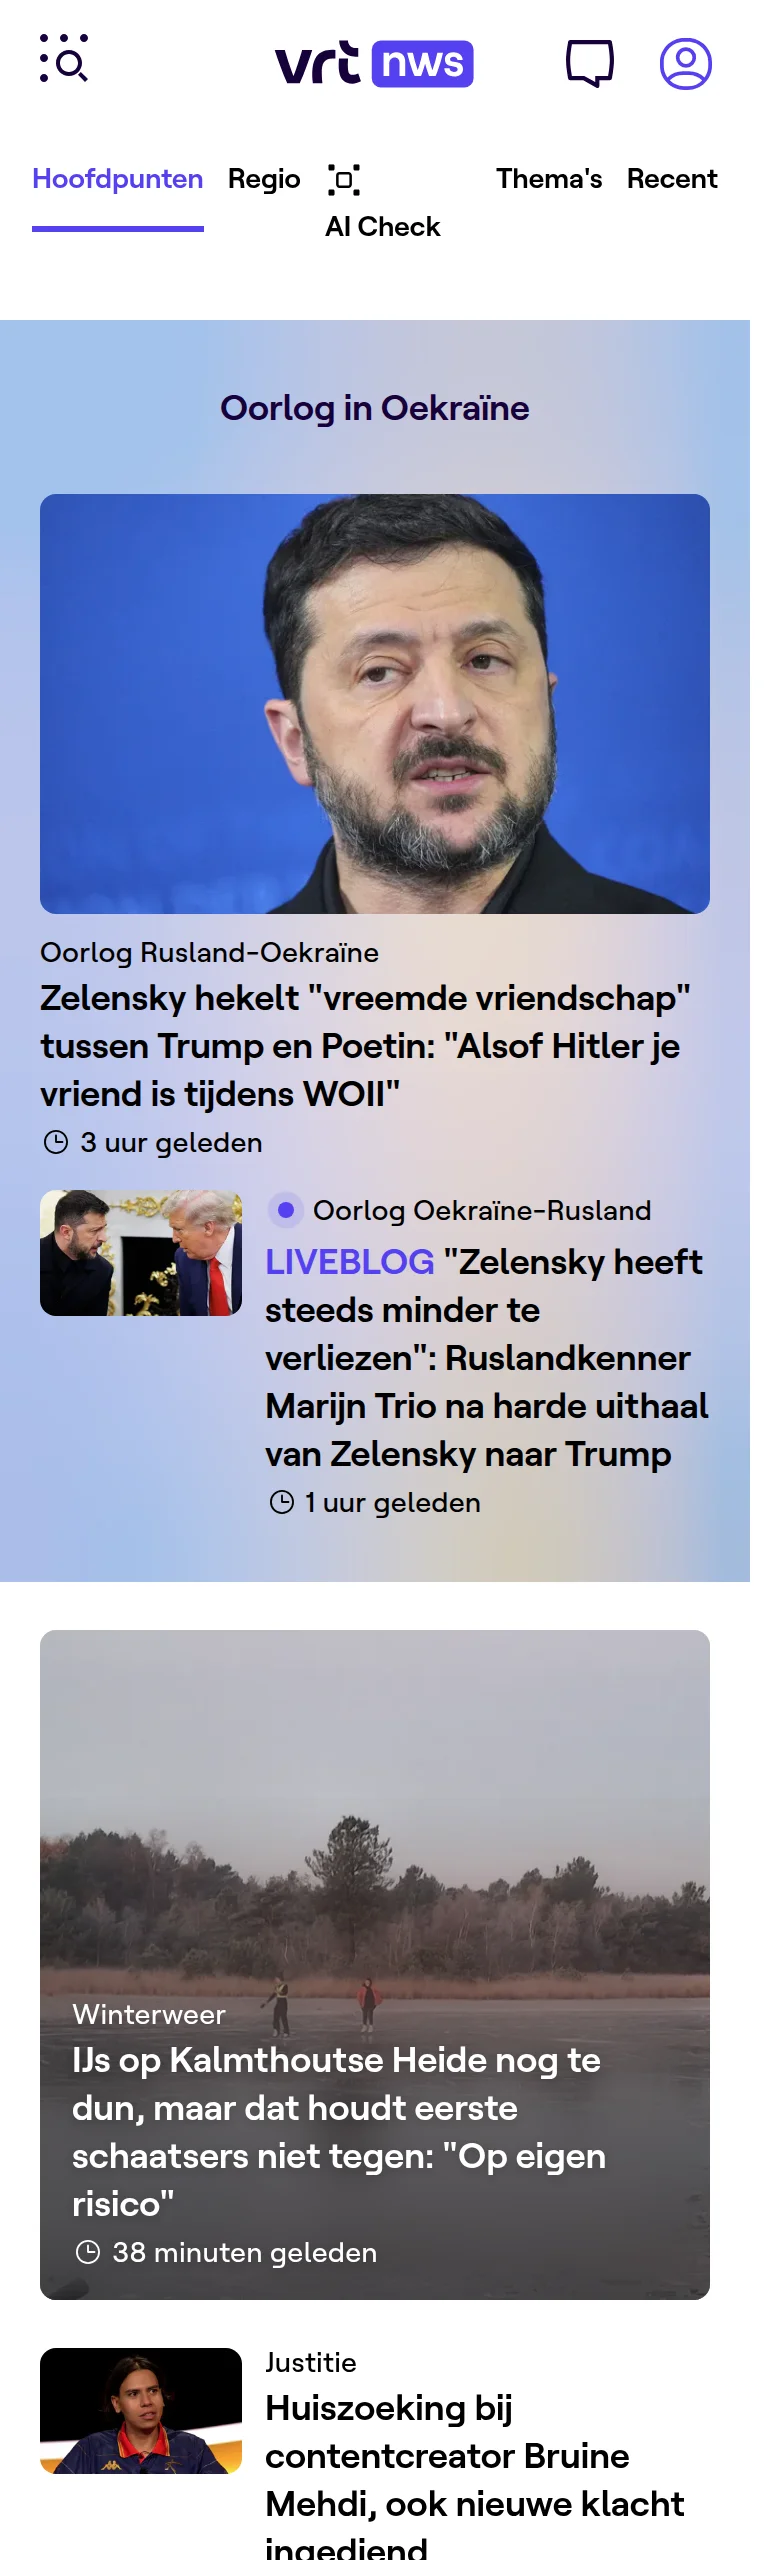 vrt nws
Hoofdpunten Regio AI Check Thema's Recent
Oorlog in Oekraïne
Oorlog Rusland-Oekraïne
Zelensky hekelt "vreemde vriendschap"
tussen Trump en Poetin: "Alsof Hitler je
vriend is tijdens WOII"
3 uur geleden
Oorlog Oekraïne-Rusland
LIVEBLOG "Zelensky heeft
steeds minder te
verliezen": Ruslandkenner
Marijn Trio na harde uithaal
van Zelensky naar Trump
1 uur geleden
Winterweer
IJs op Kalmthoutse Heide nog te
dun, maar dat houdt eerste
schaatsers niet tegen: "Op eigen
risico"
38 minuten geleden
Justitie
Huiszoeking bij
contentcreator Bruine
Mehdi, ook nieuwe klacht
ingediend